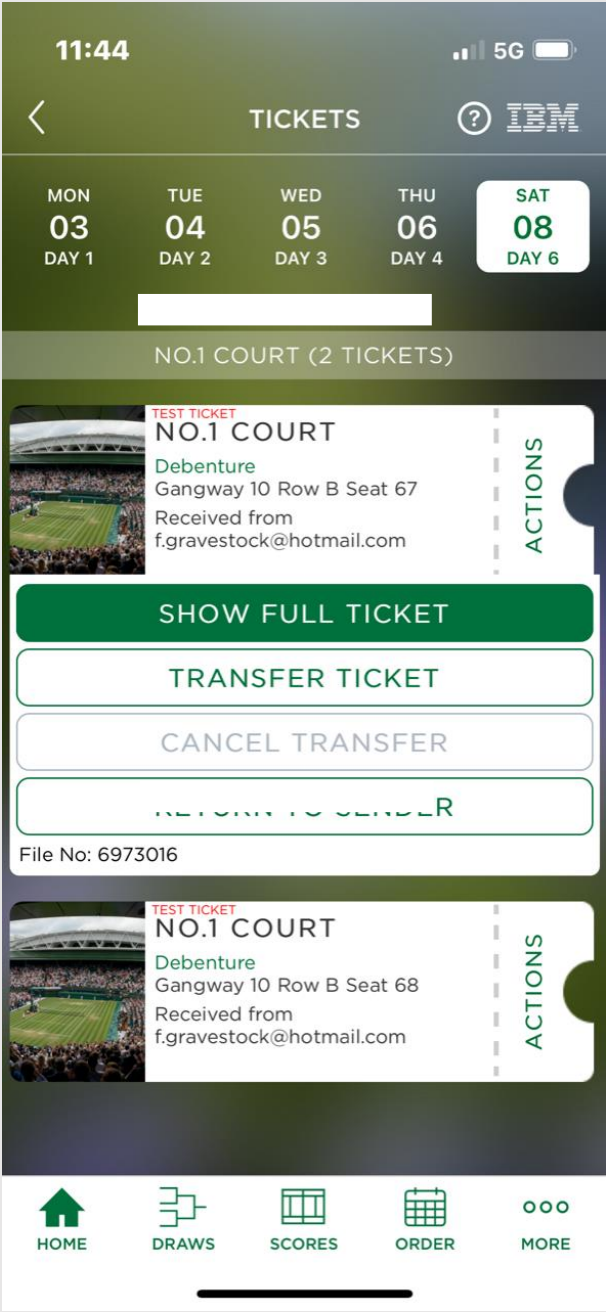 11:44
5G
TICKETS
? IBM
MON TUE WED THU SAT
03 04 05 06 08
DAY 1 DAY 2 DAY 3 DAY 4 DAY 6
NO.1 COURT (2 TICKETS)
TEST TICKET
NO.1 COURT
Debenture
Gangway 10 Row B Seat 67
Received from
f.gravestock@hotmail.com
ACTIONS
SHOW FULL TICKET
TRANSFER TICKET
CANCEL TRANSFER
RETURN TO SENDER
File No: 6973016
TEST TICKET
NO.1 COURT
Debenture
Gangway 10 Row B Seat 68
Received from
f.gravestock@hotmail.com
ACTIONS
HOME DRAWS SCORES ORDER MORE